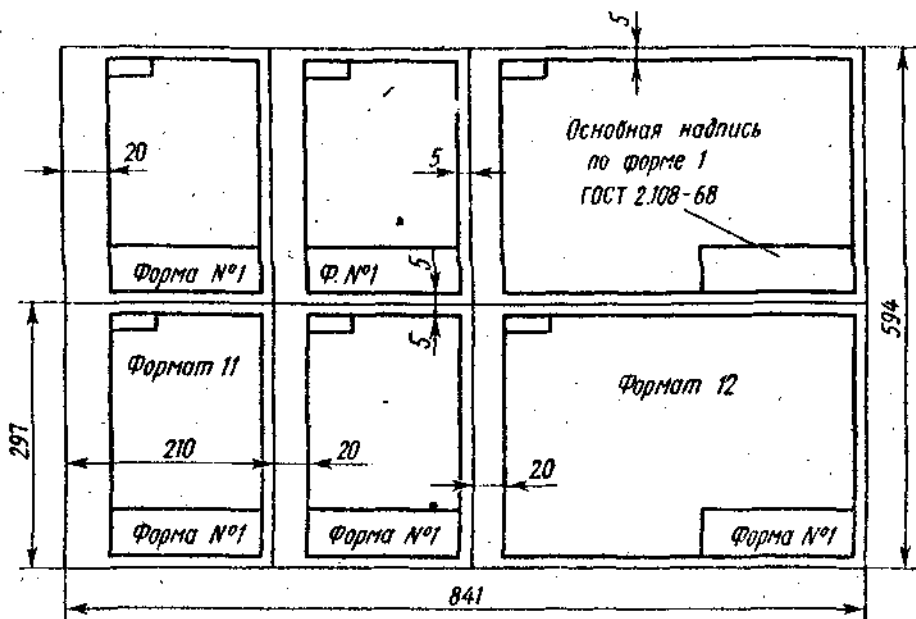 5
20
5
Основная надпись
по форме 1
ГОСТ 2.108-68
Форма №1
Ф. №1
5
594
5
Формат 11
Формат 12
297
210
20
20
Форма №1
Форма №1
Форма №1
841